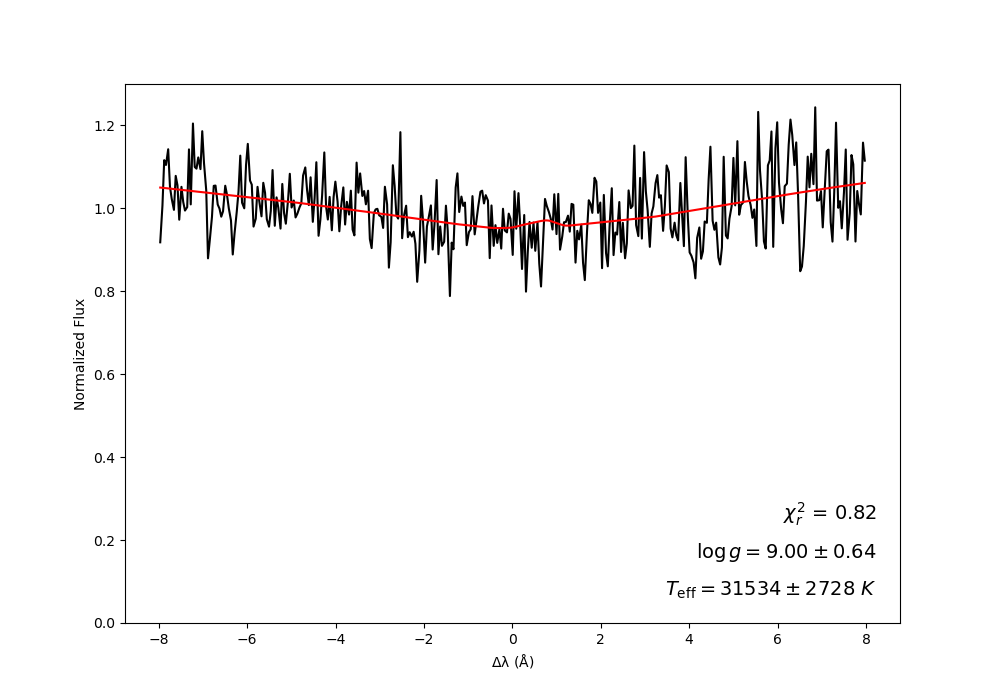 1.2
1.0
0.8
0.6
0.4
0.2
0.0
Normalized Flux
χ²ᵣ = 0.82
log g = 9.00 ± 0.64
T_eff = 31534 ± 2728 K
−8 −6 −4 −2 0 2 4 6 8
Δλ (Å)